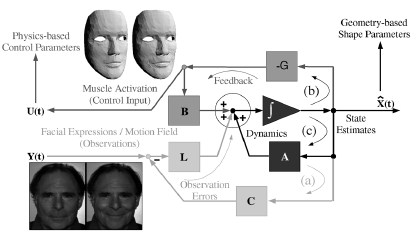 Physics-based
Control Parameters
Geometry-based
Shape Parameters
Muscle Activation
(Control Input)
-G
Feedback
(b)
U(t)
B
+
+
+
+
∫
X̂(t)
Dynamics
(c)
State
Estimates
Facial Expressions / Motion Field
(Observations)
Y(t)
-
L
A
Observation
Errors
(a)
C